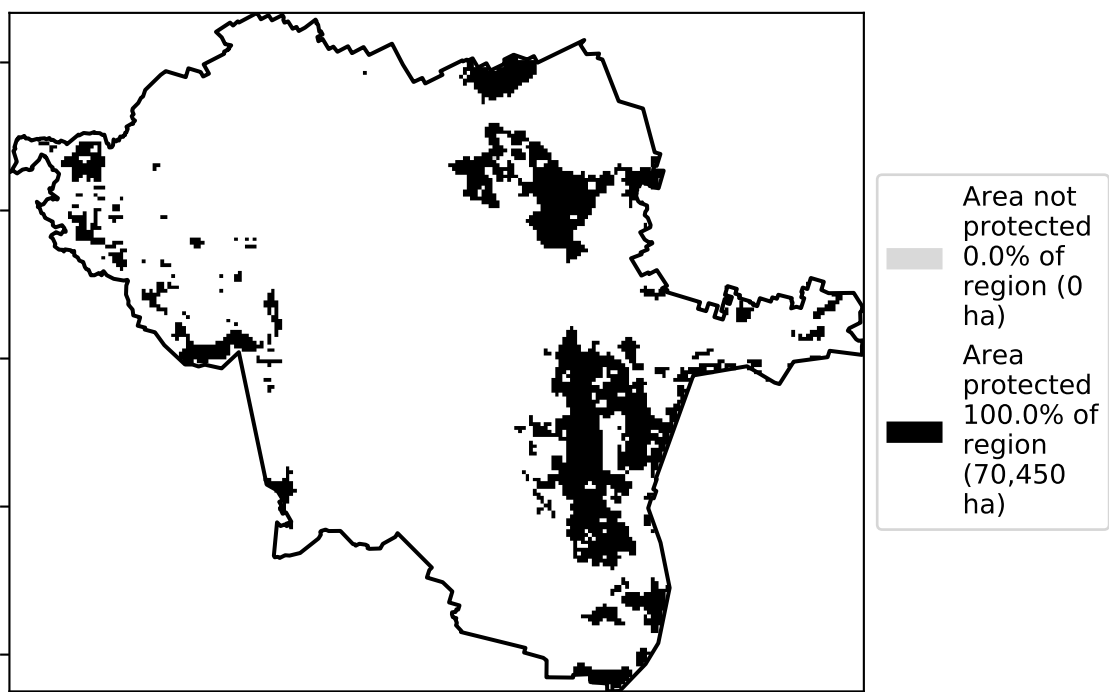 Area not
protected
0.0% of
region (0
ha)
Area
protected
100.0% of
region
(70,450
ha)